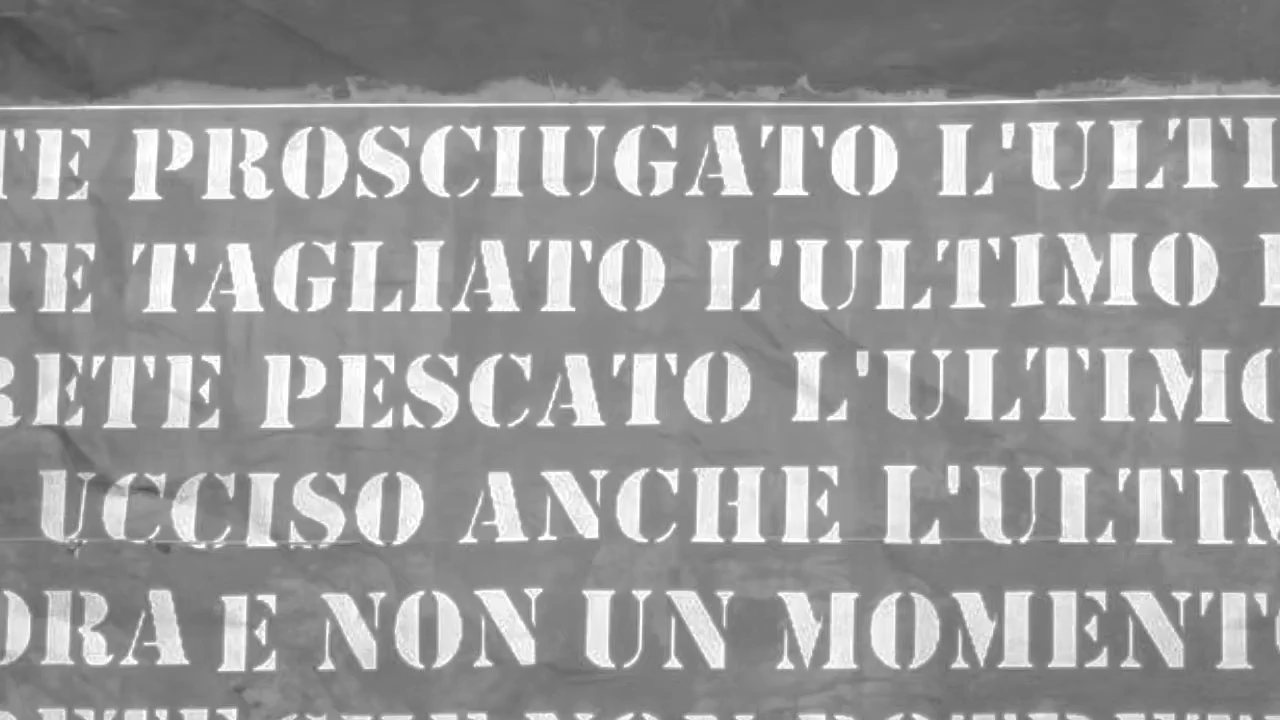 TE PROSCIUGATO L'ULTI
TE TAGLIATO L'ULTIMO
RETE PESCATO L'ULTIMO
UCCISO ANCHE L'ULTIM
ORA E NON UN MOMENTO